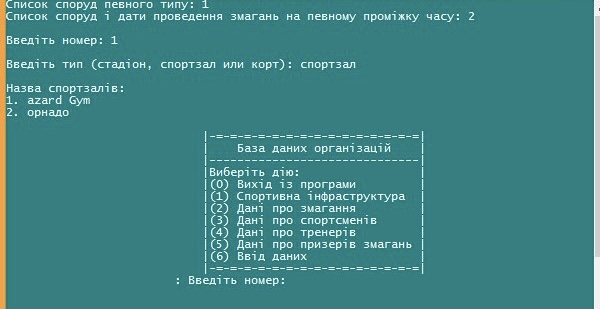 Список споруд певного типу: 1
Список споруд і дати проведення змагань на певному проміжку часу: 2
Введіть номер: 1
Введіть тип (стадіон, спортзал или корт): спортзал
Назва спортзалів:
1. azard Gym
2. орнадо
|-=-=-=-=-=-=-=-=-=-=-=-=-=-=-=|
| База даних організацій |
|------------------------------|
|Виберіть дію: |
|(0) Вихід із програми |
|(1) Спортивна інфраструктура |
|(2) Дані про змагання |
|(3) Дані про спортсменів |
|(4) Дані про тренерів |
|(5) Дані про призерів змагань |
|(6) Ввід даних |
|-=-=-=-=-=-=-=-=-=-=-=-=-=-=-=|
: Введіть номер: